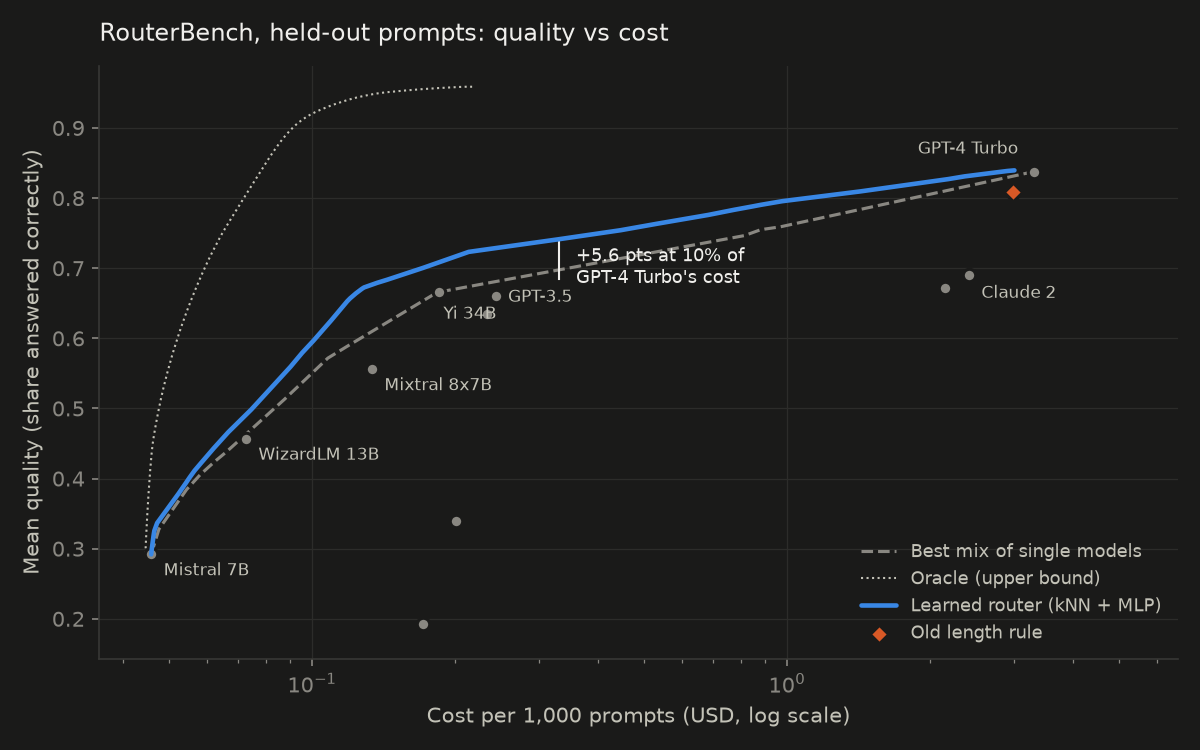 RouterBench, held-out prompts: quality vs cost
Mean quality (share answered correctly)
0.9
0.8
0.7
0.6
0.5
0.4
0.3
0.2
GPT-4 Turbo
+5.6 pts at 10% of
GPT-4 Turbo's cost
GPT-3.5
Yi 34B
Claude 2
Mixtral 8x7B
WizardLM 13B
Mistral 7B
Best mix of single models
Oracle (upper bound)
Learned router (kNN + MLP)
Old length rule
10⁻¹
10⁰
Cost per 1,000 prompts (USD, log scale)